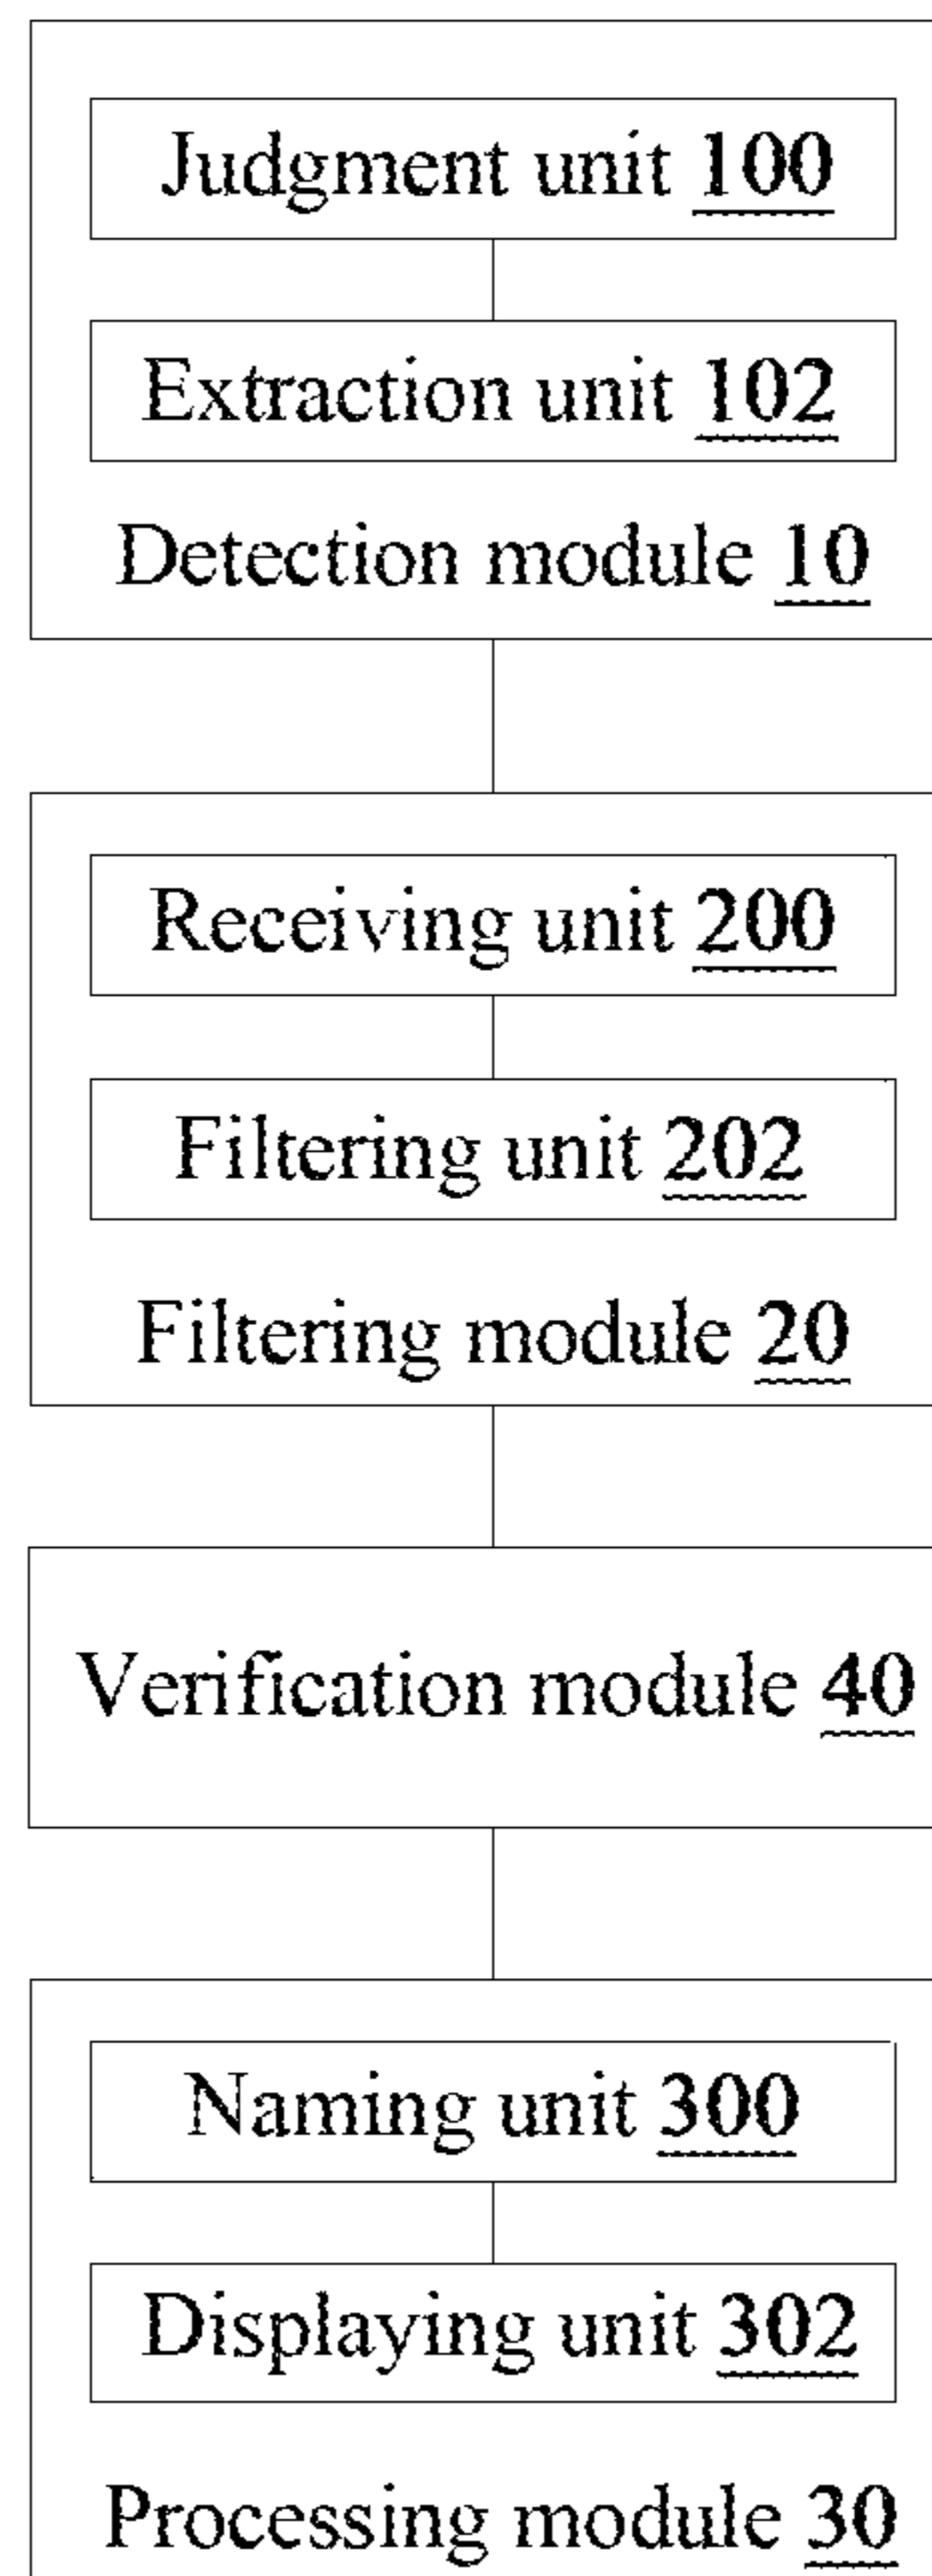 Judgment unit 100
Extraction unit 102
Detection module 10
Receiving unit 200
Filtering unit 202
Filtering module 20
Verification module 40
Naming unit 300
Displaying unit 302
Processing module 30